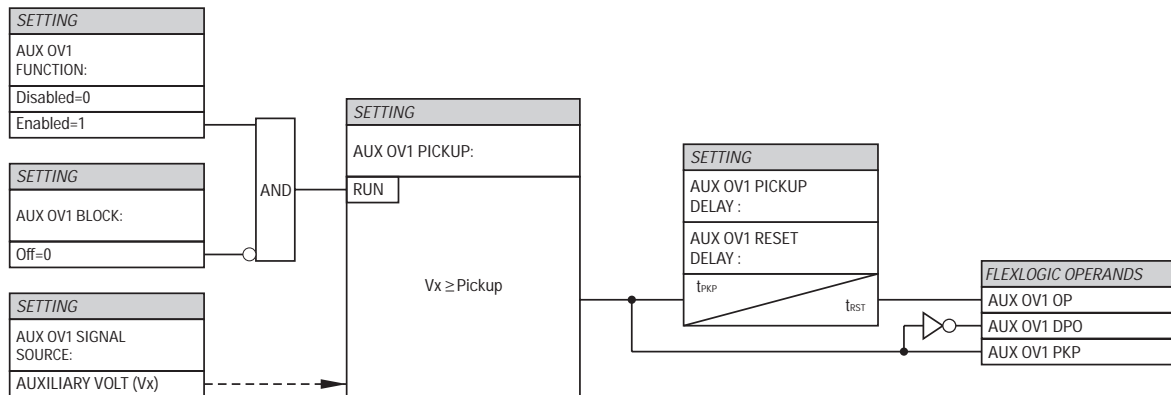 SETTING
AUX OV1
FUNCTION:
Disabled=0
Enabled=1
SETTING
AUX OV1 BLOCK:
Off=0
SETTING
AUX OV1 SIGNAL
SOURCE:
AUXILIARY VOLT (Vx)
AND
SETTING
AUX OV1 PICKUP:
RUN
Vx ≥ Pickup
SETTING
AUX OV1 PICKUP
DELAY :
AUX OV1 RESET
DELAY :
tPKP
tRST
FLEXLOGIC OPERANDS
AUX OV1 OP
AUX OV1 DPO
AUX OV1 PKP